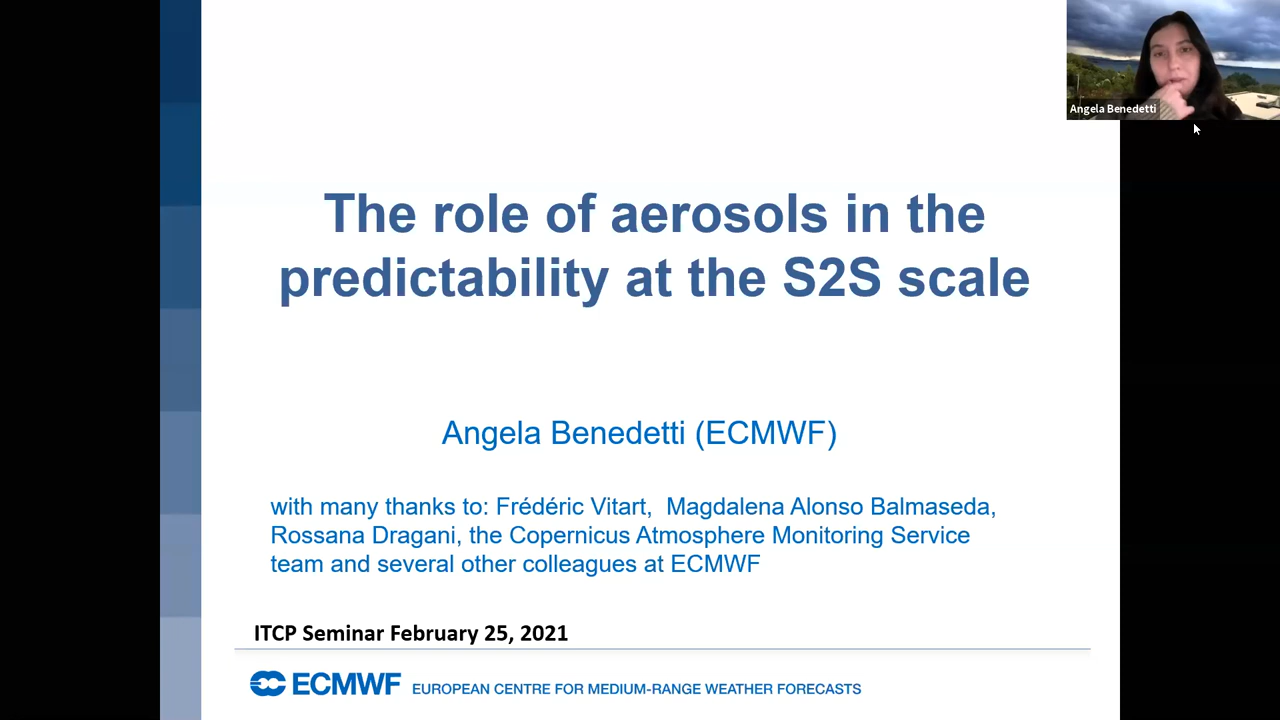 Angela Benedetti
The role of aerosols in the
predictability at the S2S scale
Angela Benedetti (ECMWF)
with many thanks to: Frédéric Vitart, Magdalena Alonso Balmaseda,
Rossana Dragani, the Copernicus Atmosphere Monitoring Service
team and several other colleagues at ECMWF
ITCP Seminar February 25, 2021
ECMWF EUROPEAN CENTRE FOR MEDIUM-RANGE WEATHER FORECASTS